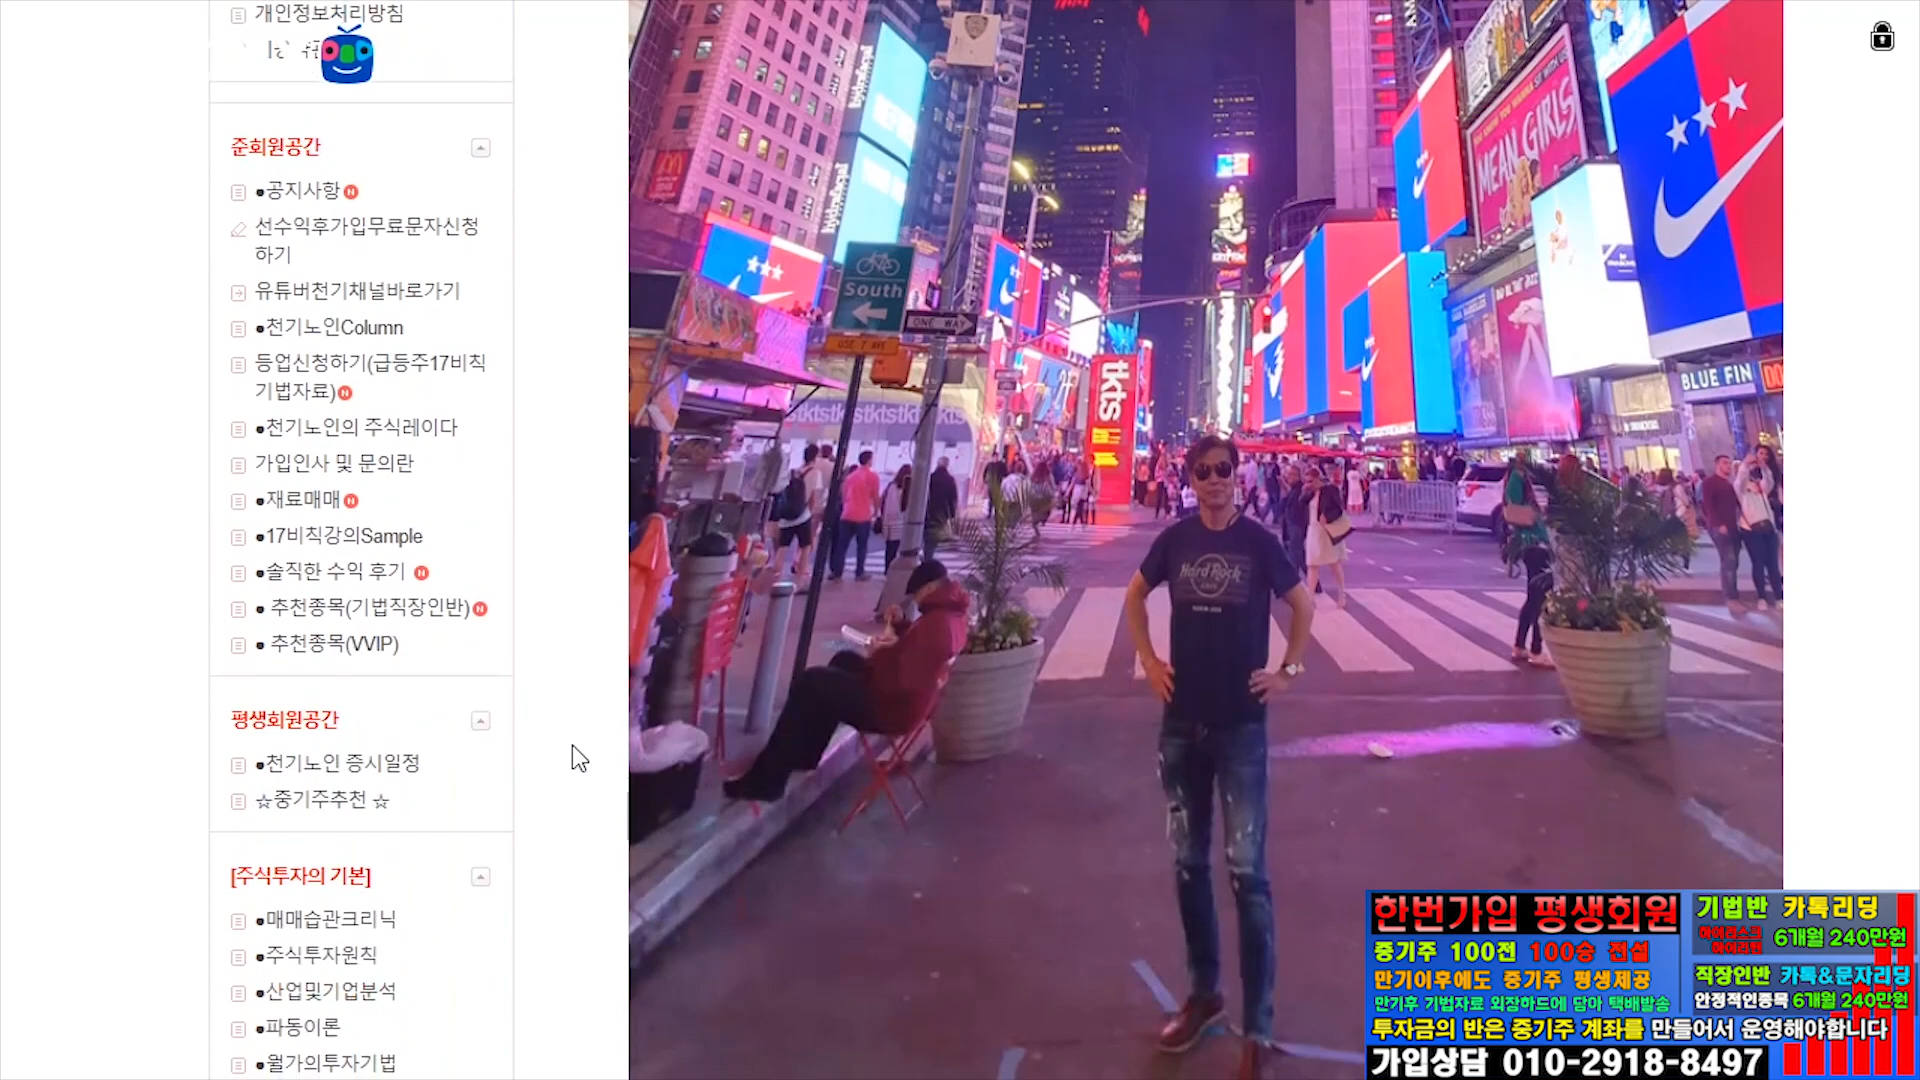 개인정보처리방침
준회원공간
●공지사항 N
선수익후가입무료문자신청
하기
유튜버천기채널바로가기
●천기노인Column
등업신청하기(급등주17비칙
기법자료) N
●천기노인의 주식레이다
가입인사 및 문의란
●재료매매 N
●17비칙강의Sample
●솔직한 수익 후기 N
● 추천종목(기법직장인반) N
● 추천종목(VVIP)
평생회원공간
●천기노인 증시일정
☆중기주추천 ☆
[주식투자의 기본]
●매매습관크리닉
●주식투자원칙
●산업및기업분석
●파동이론
●월가의투자기법
hydrafacial
hydrafacial
MEAN GIRLS
South
ONE WAY
USE 7 AVE
tkts
BLUE FIN
Hard Rock
CAFE
한번가입 평생회원
중기주 100전 100승 전설
만기이후에도 중기주 평생제공
만기후 기법자료 외장하드에 담아 택배발송
기법반 카톡리딩
하이리스크
하이리턴
6개월 240만원
직장인반 카톡&문자리딩
안정적인종목 6개월 240만원
투자금의 반은 중기주 계좌를 만들어서 운영해야합니다
가입상담 010-2918-8497